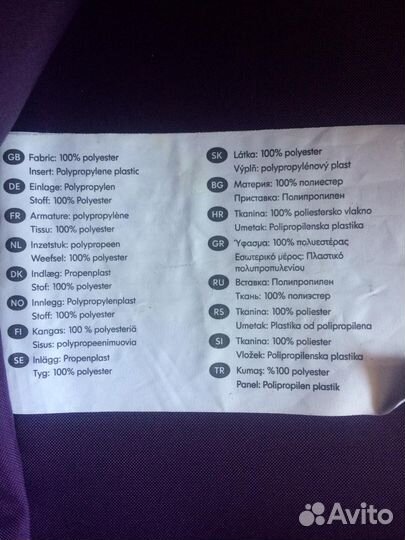 GB Fabric: 100% polyester
Insert: Polypropylene plastic
DE Einlage: Polypropylen
Stoff: 100% Polyester
FR Armature: polypropylène
Tissu: 100% polyester
NL Inzetstuk: polypropeen
Weefsel: 100% polyester
DK Indlæg: Propenplast
Stof: 100% polyester
NO Innlegg: Polypropylenplast
Stoff: 100% polyester
FI Kangas: 100 % polyesteriä
Sisus: polypropeenimuovia
SE Inlägg: Propenplast
Tyg: 100% polyester
SK Látka: 100% polyester
Výplň: polypropylénový plast
BG Материя: 100% полиестер
Приставка: Полипропилен
HR Tkanina: 100% poliestersko vlakno
Umetak: Polipropilenska plastika
GR Ύφασμα: 100% πολυεστέρας
Εσωτερικό μέρος: Πλαστικό
πολυπροπυλενίου
RU Вставка: Полипропилен
Ткань: 100% полиэстер
RS Tkanina: 100% poliester
Umetak: Plastika od polipropilena
SI Tkanina: 100% poliester
Vložek: Polipropilenska plastika
TR Kumaş: %100 polyester
Panel: Polipropilen plastik
Avito